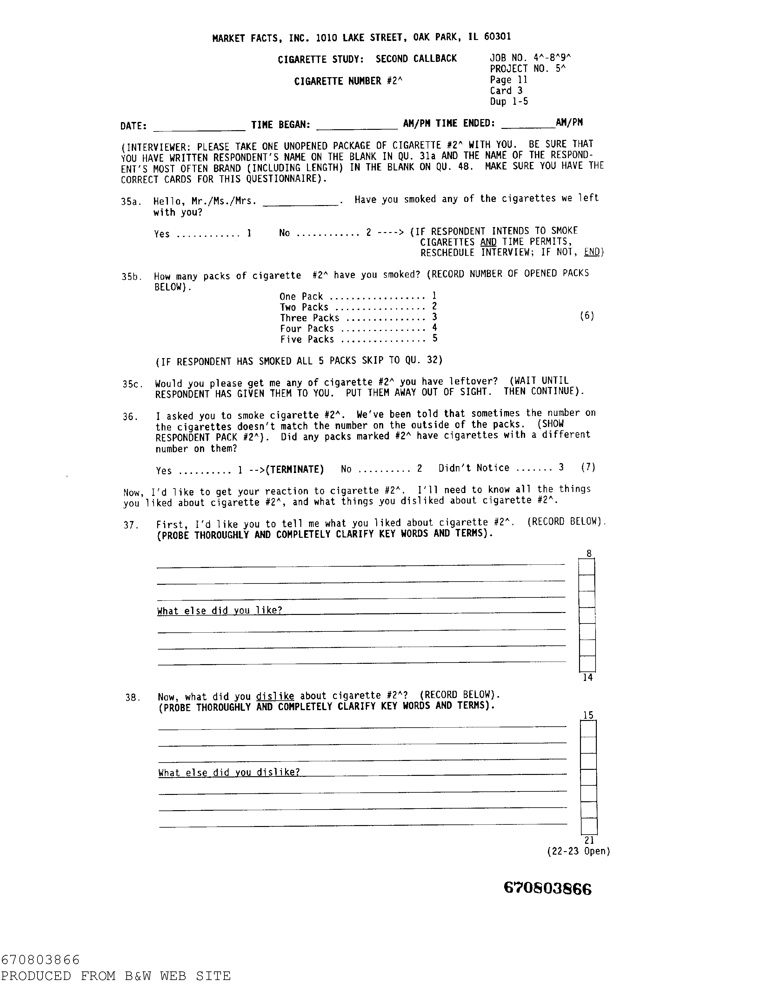 MARKET FACTS, INC. 1010 LAKE STREET, OAK PARK, IL 60301
CIGARETTE STUDY: SECOND CALLBACK JOB NO. 4^-8^9^
PROJECT NO. 5^
CIGARETTE NUMBER #2^ Page 11
Card 3
Dup 1-5
DATE: ________________ TIME BEGAN: ______________ AM/PM TIME ENDED: __________AM/PM
(INTERVIEWER: PLEASE TAKE ONE UNOPENED PACKAGE OF CIGARETTE #2^ WITH YOU. BE SURE THAT
YOU HAVE WRITTEN RESPONDENT'S NAME ON THE BLANK IN QU. 31a AND THE NAME OF THE RESPOND-
ENT'S MOST OFTEN BRAND (INCLUDING LENGTH) IN THE BLANK ON QU. 48. MAKE SURE YOU HAVE THE
CORRECT CARDS FOR THIS QUESTIONNAIRE).
35a. Hello, Mr./Ms./Mrs. ______________. Have you smoked any of the cigarettes we left
with you?
Yes ............ 1 No ............ 2 ----> (IF RESPONDENT INTENDS TO SMOKE
CIGARETTES AND TIME PERMITS,
RESCHEDULE INTERVIEW; IF NOT, END)
35b. How many packs of cigarette #2^ have you smoked? (RECORD NUMBER OF OPENED PACKS
BELOW).
One Pack .................. 1
Two Packs ................. 2
Three Packs ............... 3 (6)
Four Packs ................ 4
Five Packs ................ 5
(IF RESPONDENT HAS SMOKED ALL 5 PACKS SKIP TO QU. 32)
35c. Would you please get me any of cigarette #2^ you have leftover? (WAIT UNTIL
RESPONDENT HAS GIVEN THEM TO YOU. PUT THEM AWAY OUT OF SIGHT. THEN CONTINUE).
36. I asked you to smoke cigarette #2^. We've been told that sometimes the number on
the cigarettes doesn't match the number on the outside of the packs. (SHOW
RESPONDENT PACK #2^). Did any packs marked #2^ have cigarettes with a different
number on them?
Yes .......... 1 -->(TERMINATE) No .......... 2 Didn't Notice ....... 3 (7)
Now, I'd like to get your reaction to cigarette #2^. I'll need to know all the things
you liked about cigarette #2^, and what things you disliked about cigarette #2^.
37. First, I'd like you to tell me what you liked about cigarette #2^. (RECORD BELOW).
(PROBE THOROUGHLY AND COMPLETELY CLARIFY KEY WORDS AND TERMS).
8
What else did you like?
14
38. Now, what did you dislike about cigarette #2^? (RECORD BELOW).
(PROBE THOROUGHLY AND COMPLETELY CLARIFY KEY WORDS AND TERMS).
15
What else did you dislike?
21
(22-23 Open)
670803866
670803866
PRODUCED FROM B&W WEB SITE